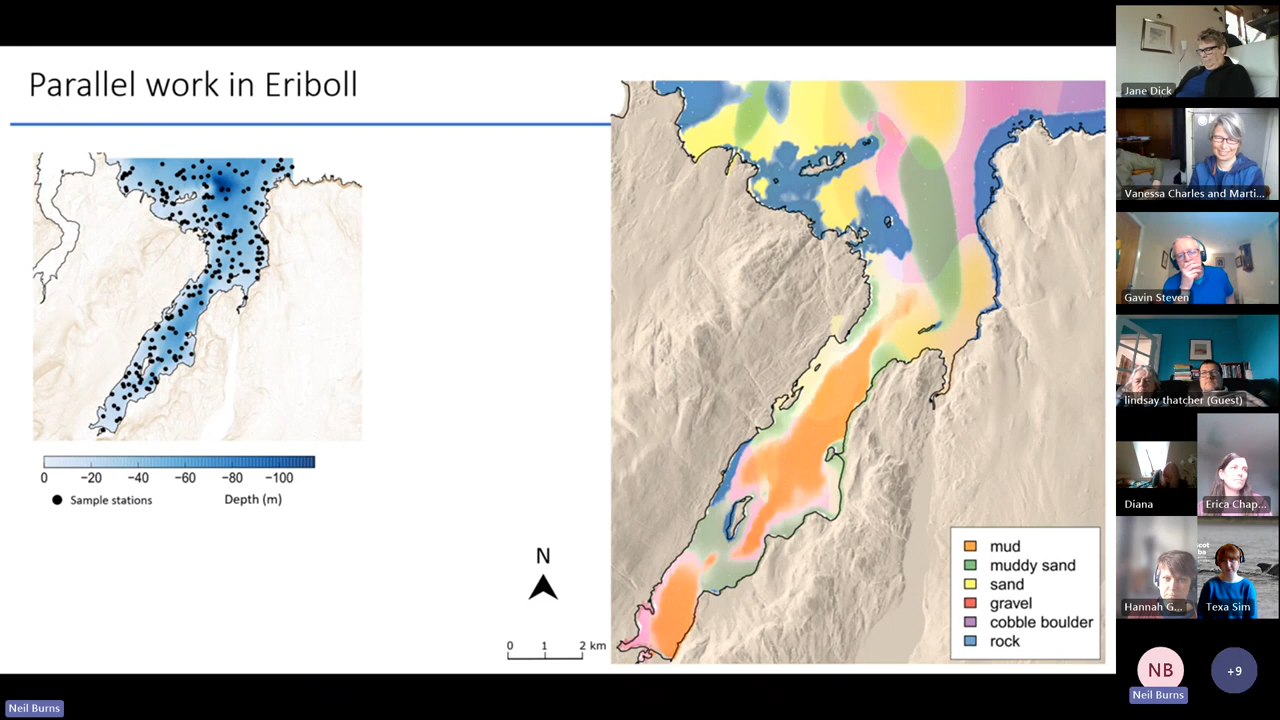 Parallel work in Eriboll
0 −20 −40 −60 −80 −100
Sample stations Depth (m)
N
0 1 2 km
mud
muddy sand
sand
gravel
cobble boulder
rock
Jane Dick
Vanessa Charles and Marti...
Gavin Steven
lindsay thatcher (Guest)
Diana
Erica Chap...
Hannah G...
Texa Sim
NB
+9
Neil Burns
Neil Burns